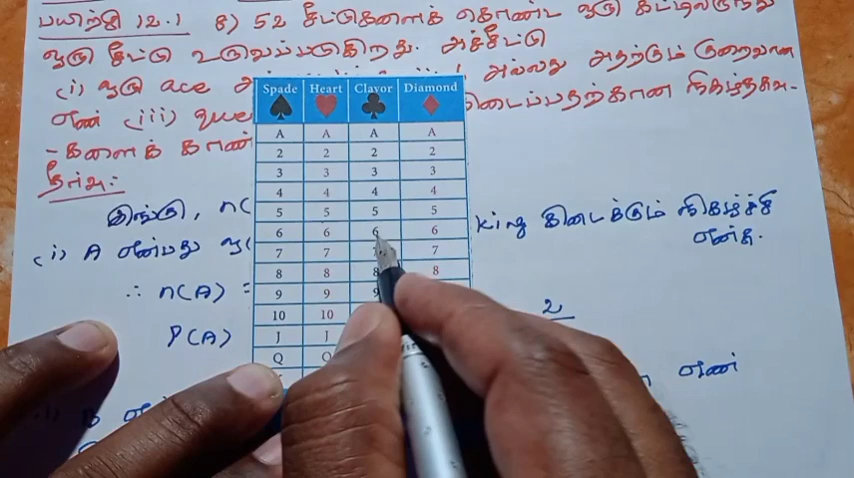 பயிற்சி 12.1 8) 52 சீட்டுகளைக் கொண்ட ஒரு கட்டிலிருந்து
ஒரு சீட்டு உருவப்படுகிறது. அச்சீட்டு
(i) ஒரு ace அல்லது அதற்கும் குறைவான
எண் (iii) que கிடைப்பதற்கான நிகழ்தகவு-
-களைக் காண்
தீர்வு:-
Spade Heart Clavor Diamond
A A A A
2 2 2 2
3 3 3 3
4 4 4 4
5 5 5 5
6 6 6 6
7 7 7 7
8 8 8 8
9 9 9
10 10
J J
Q Q
இங்கு, n(
(i) A என்பது ஒ king கிடைக்கும் நிகழ்ச்சி
என்க.
∴ n(A) =
P(A) 2
B எண்